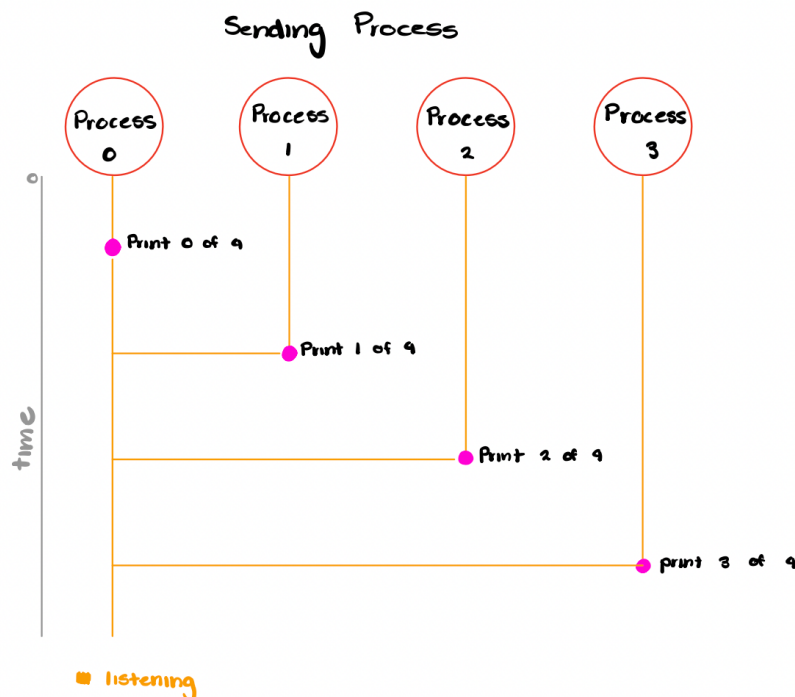 Sending Process
Process 0
Process 1
Process 2
Process 3
0
Print 0 of 4
Print 1 of 4
Print 2 of 4
print 3 of 4
time
listening